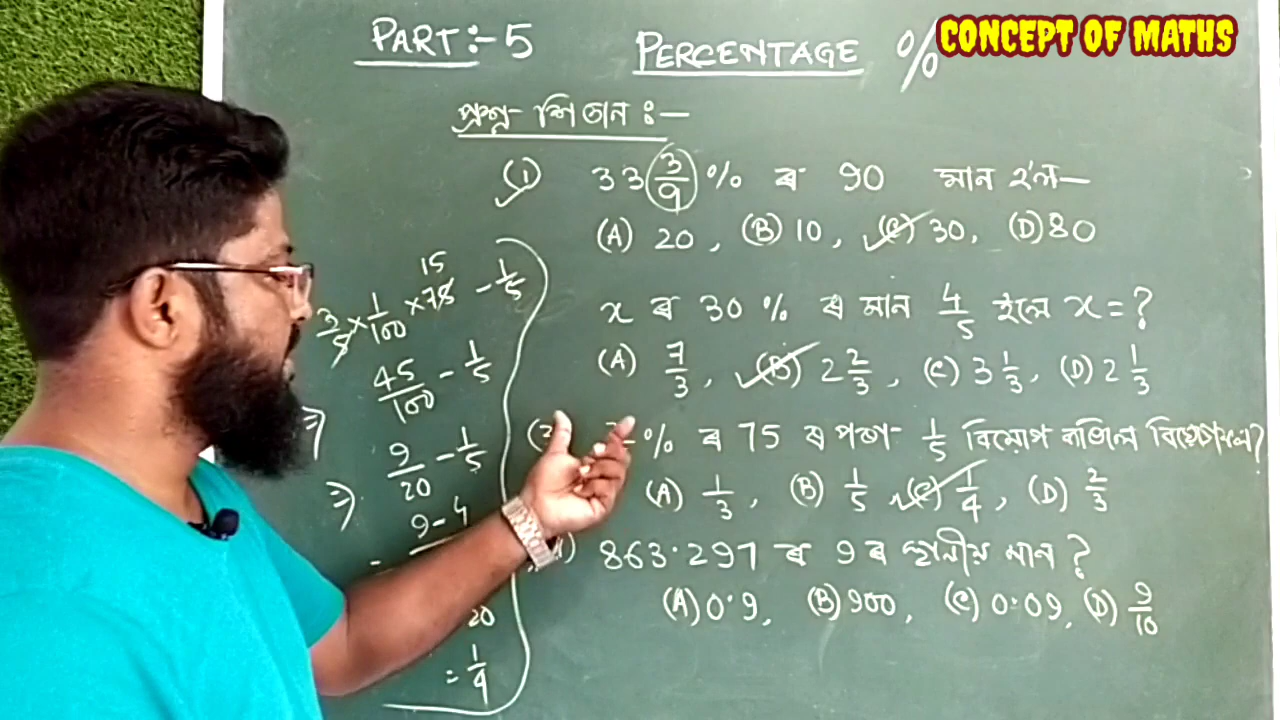 PART:-5 PERCENTAGE %
CONCEPT OF MATHS
প্ৰশ্ন- শিতান :—
(1) 33 3/9 % ৰ 90 মান হ'ল—
(A) 20, (B) 10, (C) 30, (D) 80
x ৰ 30 % ৰ মান 4/5 হ'লে x = ?
(A) 7/3, (B) 2 2/3, (C) 3 1/3, (D) 2 1/3
% ৰ 75 ৰ পৰা 1/5 বিয়োগ কৰিলে
(A) 1/3, (B) 1/5, (C) 1/4, (D) 2/3
863.297 ৰ 9 ৰ স্থানীয় মান ?
(A) 0.9, (B) 900, (C) 0.09, (D) 9/10
3/5 × 1/100 × 75 - 1/5
15
⇒ 45/100 - 1/5
⇒ 9/20 - 1/5
= 9-4
20
= 1/4